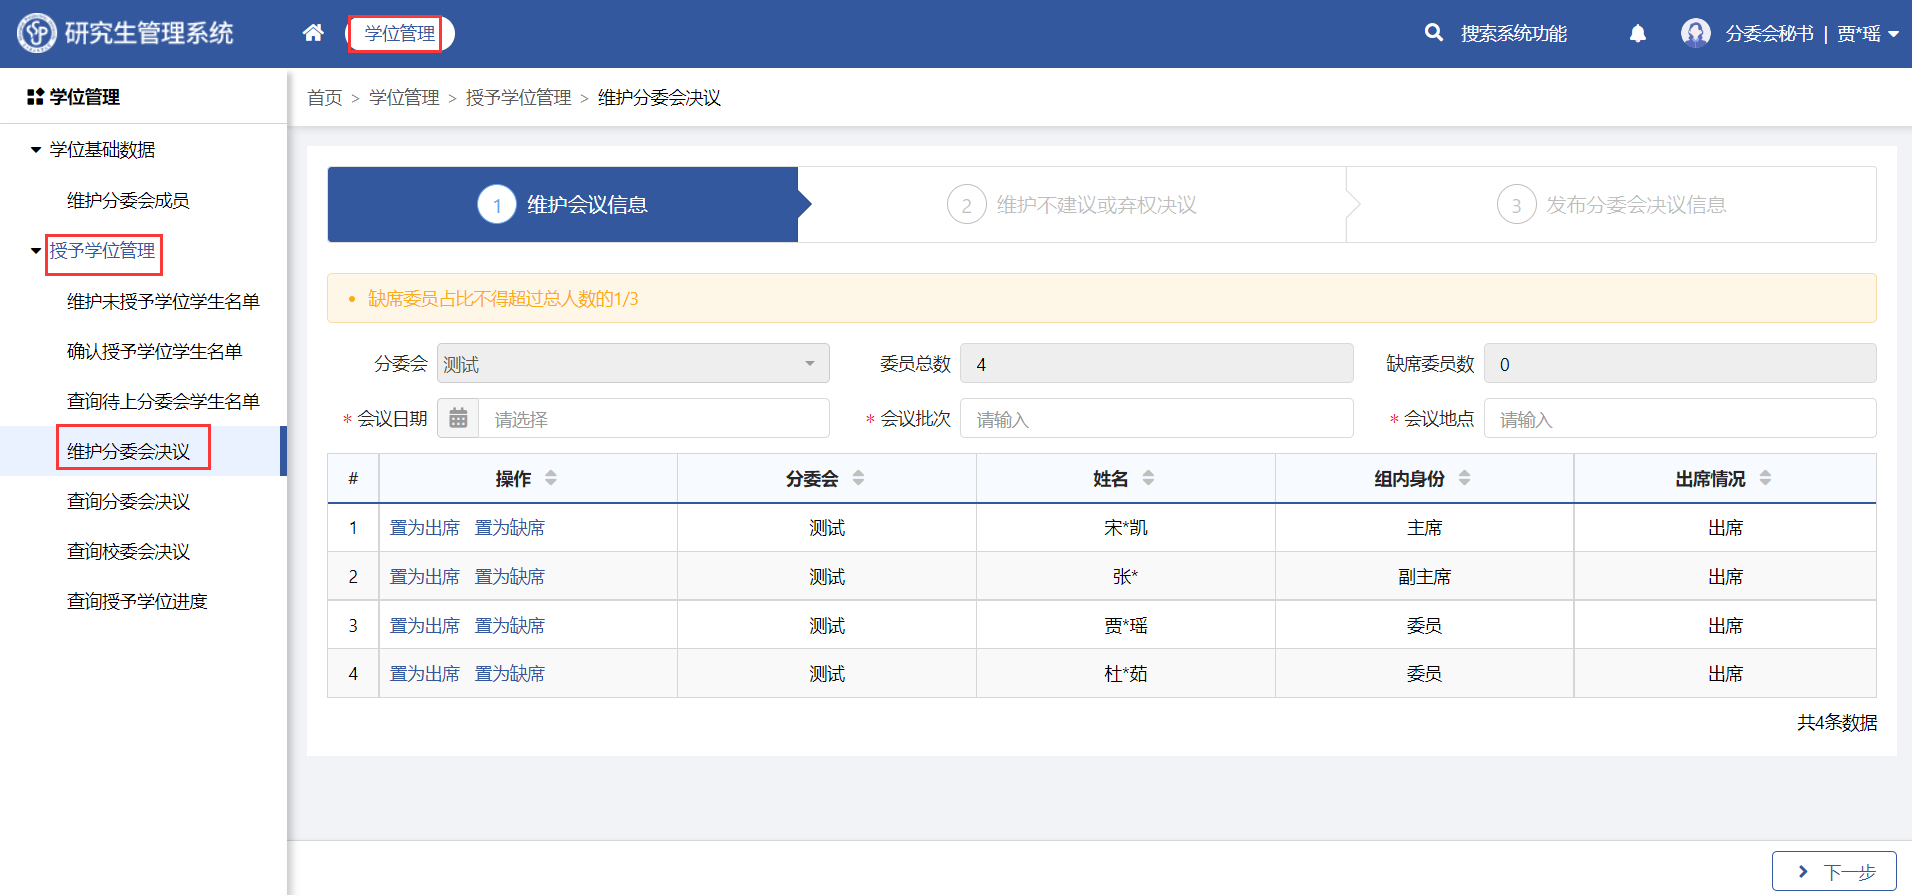 研究生管理系统
学位管理
搜索系统功能
分委会秘书 | 贾*瑶
学位管理
学位基础数据
维护分委会成员
授予学位管理
维护未授予学位学生名单
确认授予学位学生名单
查询待上分委会学生名单
维护分委会决议
查询分委会决议
查询校委会决议
查询授予学位进度
首页 > 学位管理 > 授予学位管理 > 维护分委会决议
1 维护会议信息
2 维护不建议或弃权决议
3 发布分委会决议信息
• 缺席委员占比不得超过总人数的1/3
分委会 测试 委员总数 4 缺席委员数 0
* 会议日期 请选择 * 会议批次 请输入 * 会议地点 请输入
# 操作 分委会 姓名 组内身份 出席情况
1 置为出席 置为缺席 测试 宋*凯 主席 出席
2 置为出席 置为缺席 测试 张* 副主席 出席
3 置为出席 置为缺席 测试 贾*瑶 委员 出席
4 置为出席 置为缺席 测试 杜*茹 委员 出席
共4条数据
下一步